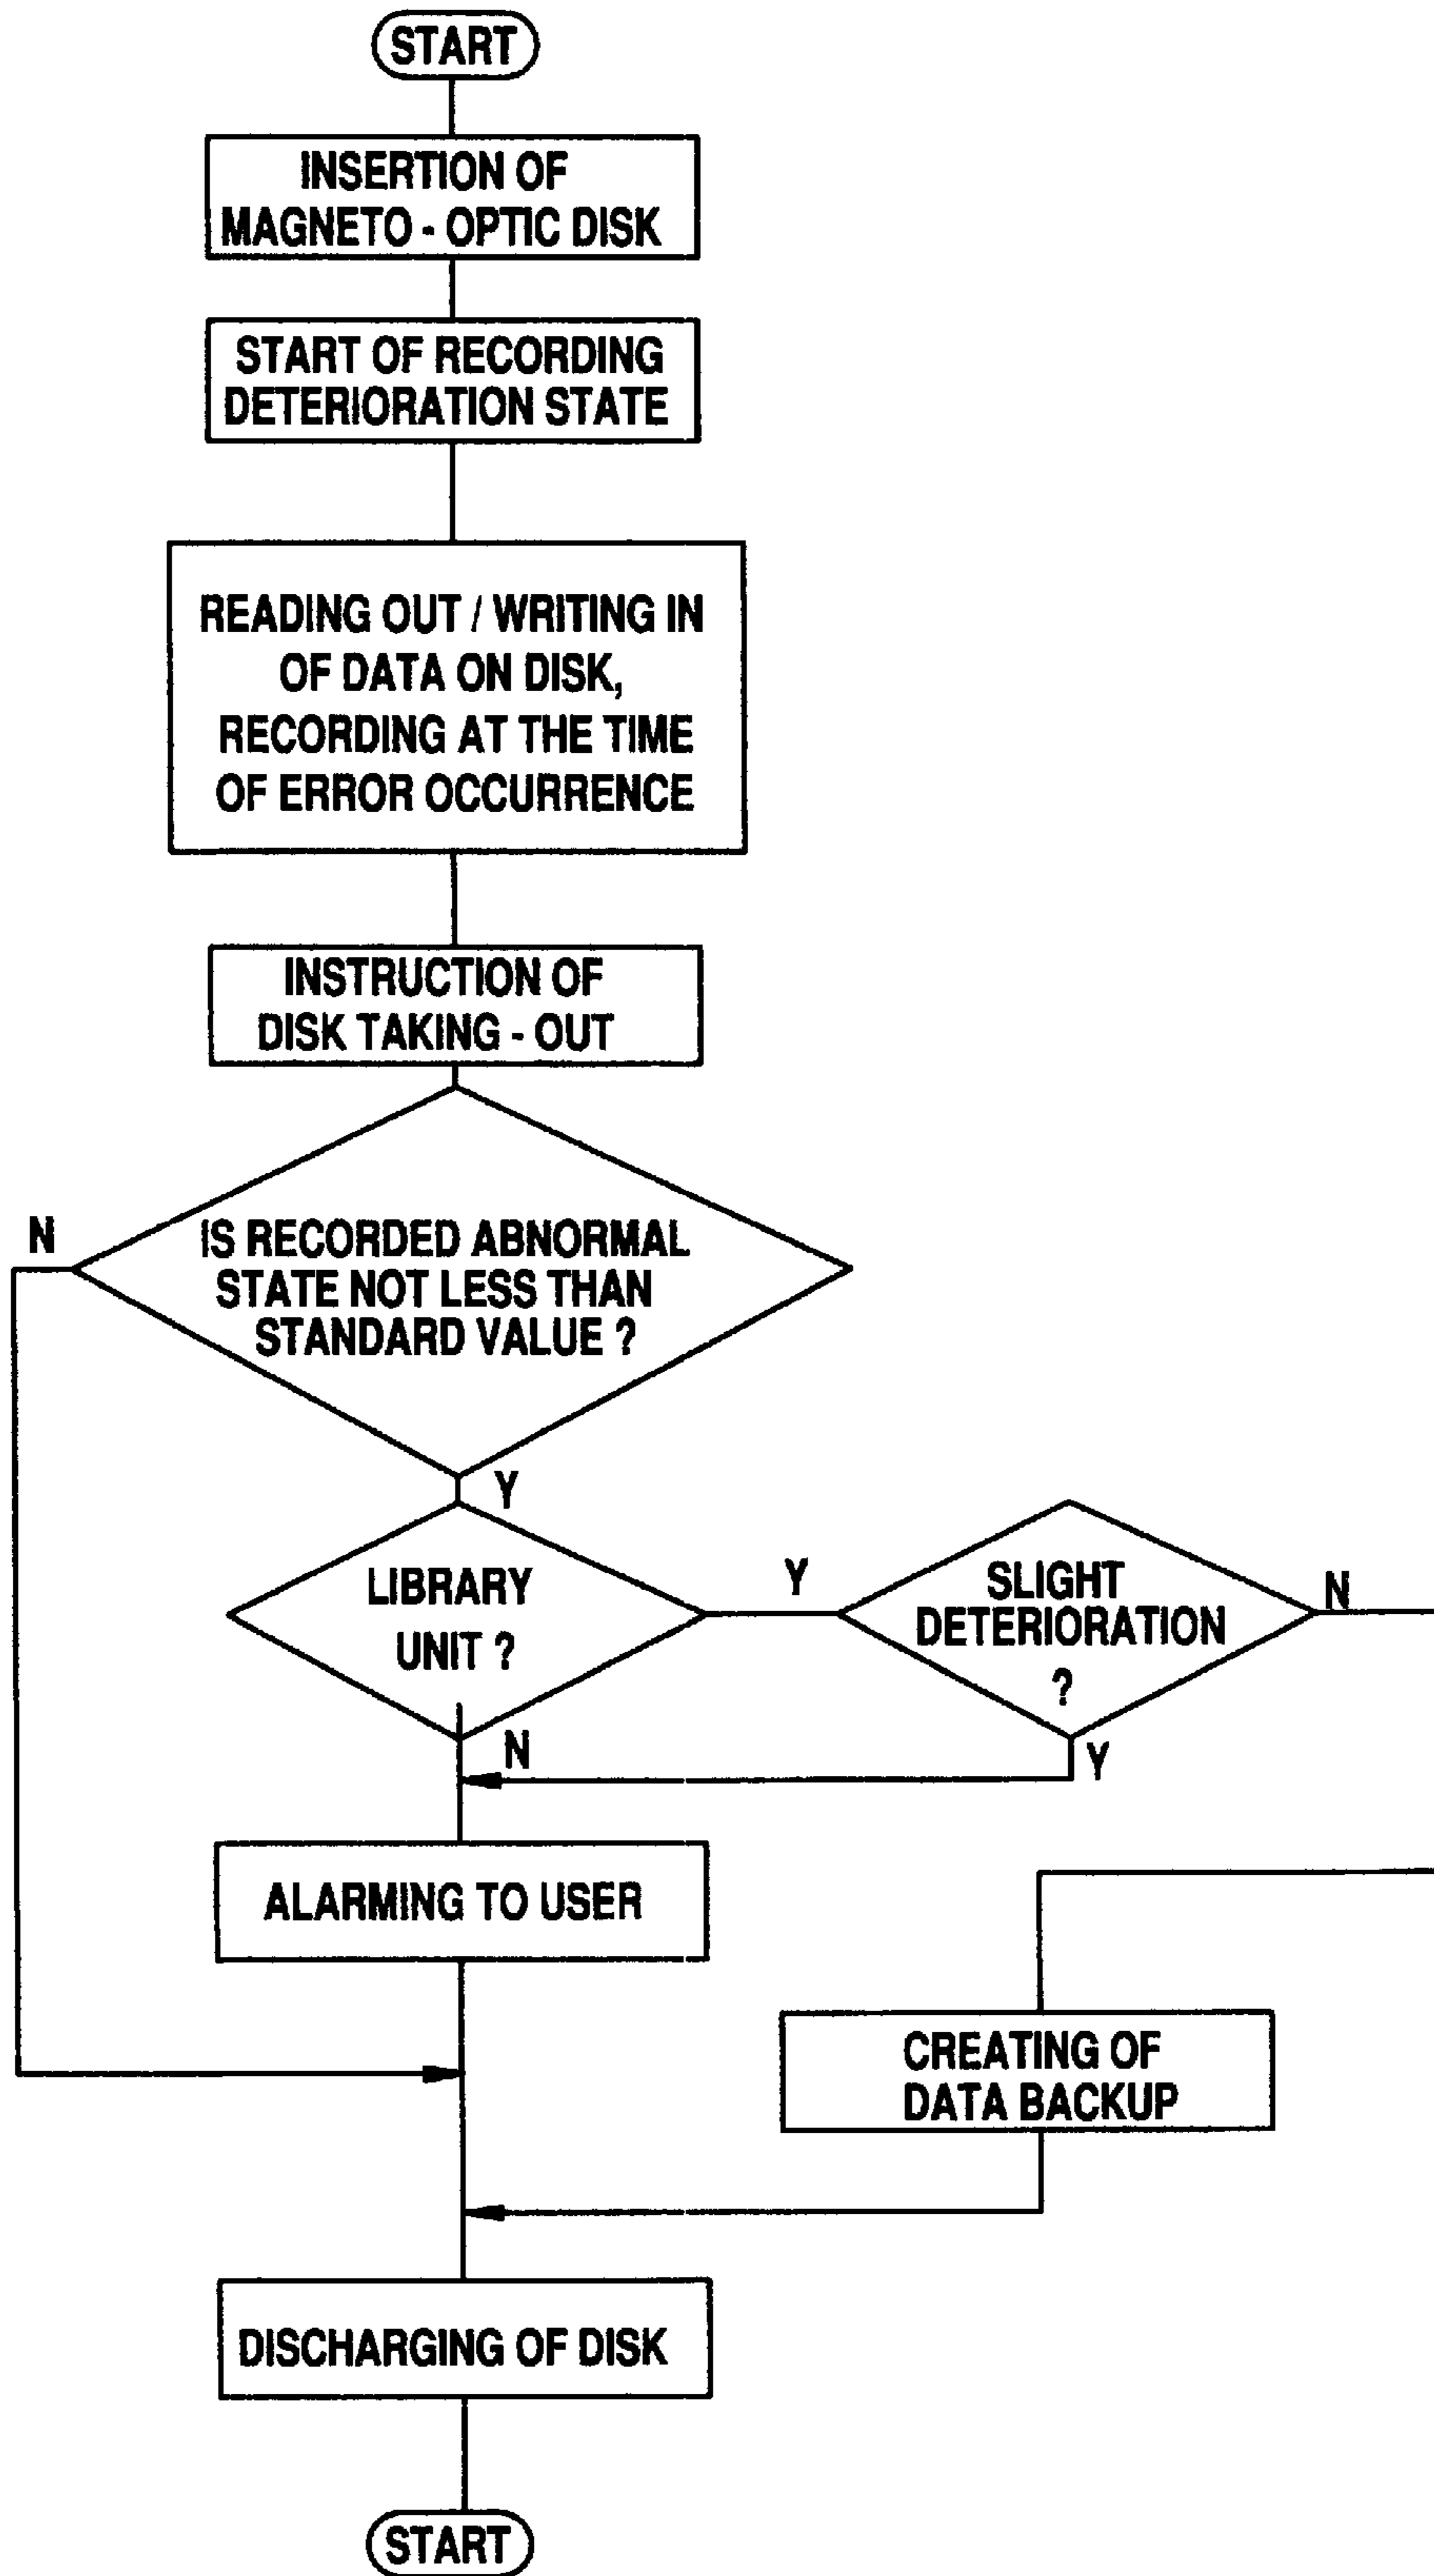 START
INSERTION OF
MAGNETO - OPTIC DISK
START OF RECORDING
DETERIORATION STATE
READING OUT / WRITING IN
OF DATA ON DISK,
RECORDING AT THE TIME
OF ERROR OCCURRENCE
INSTRUCTION OF
DISK TAKING - OUT
N
IS RECORDED ABNORMAL
STATE NOT LESS THAN
STANDARD VALUE ?
Y
LIBRARY
UNIT ?
Y
SLIGHT
DETERIORATION
?
N
N
Y
ALARMING TO USER
CREATING OF
DATA BACKUP
DISCHARGING OF DISK
START